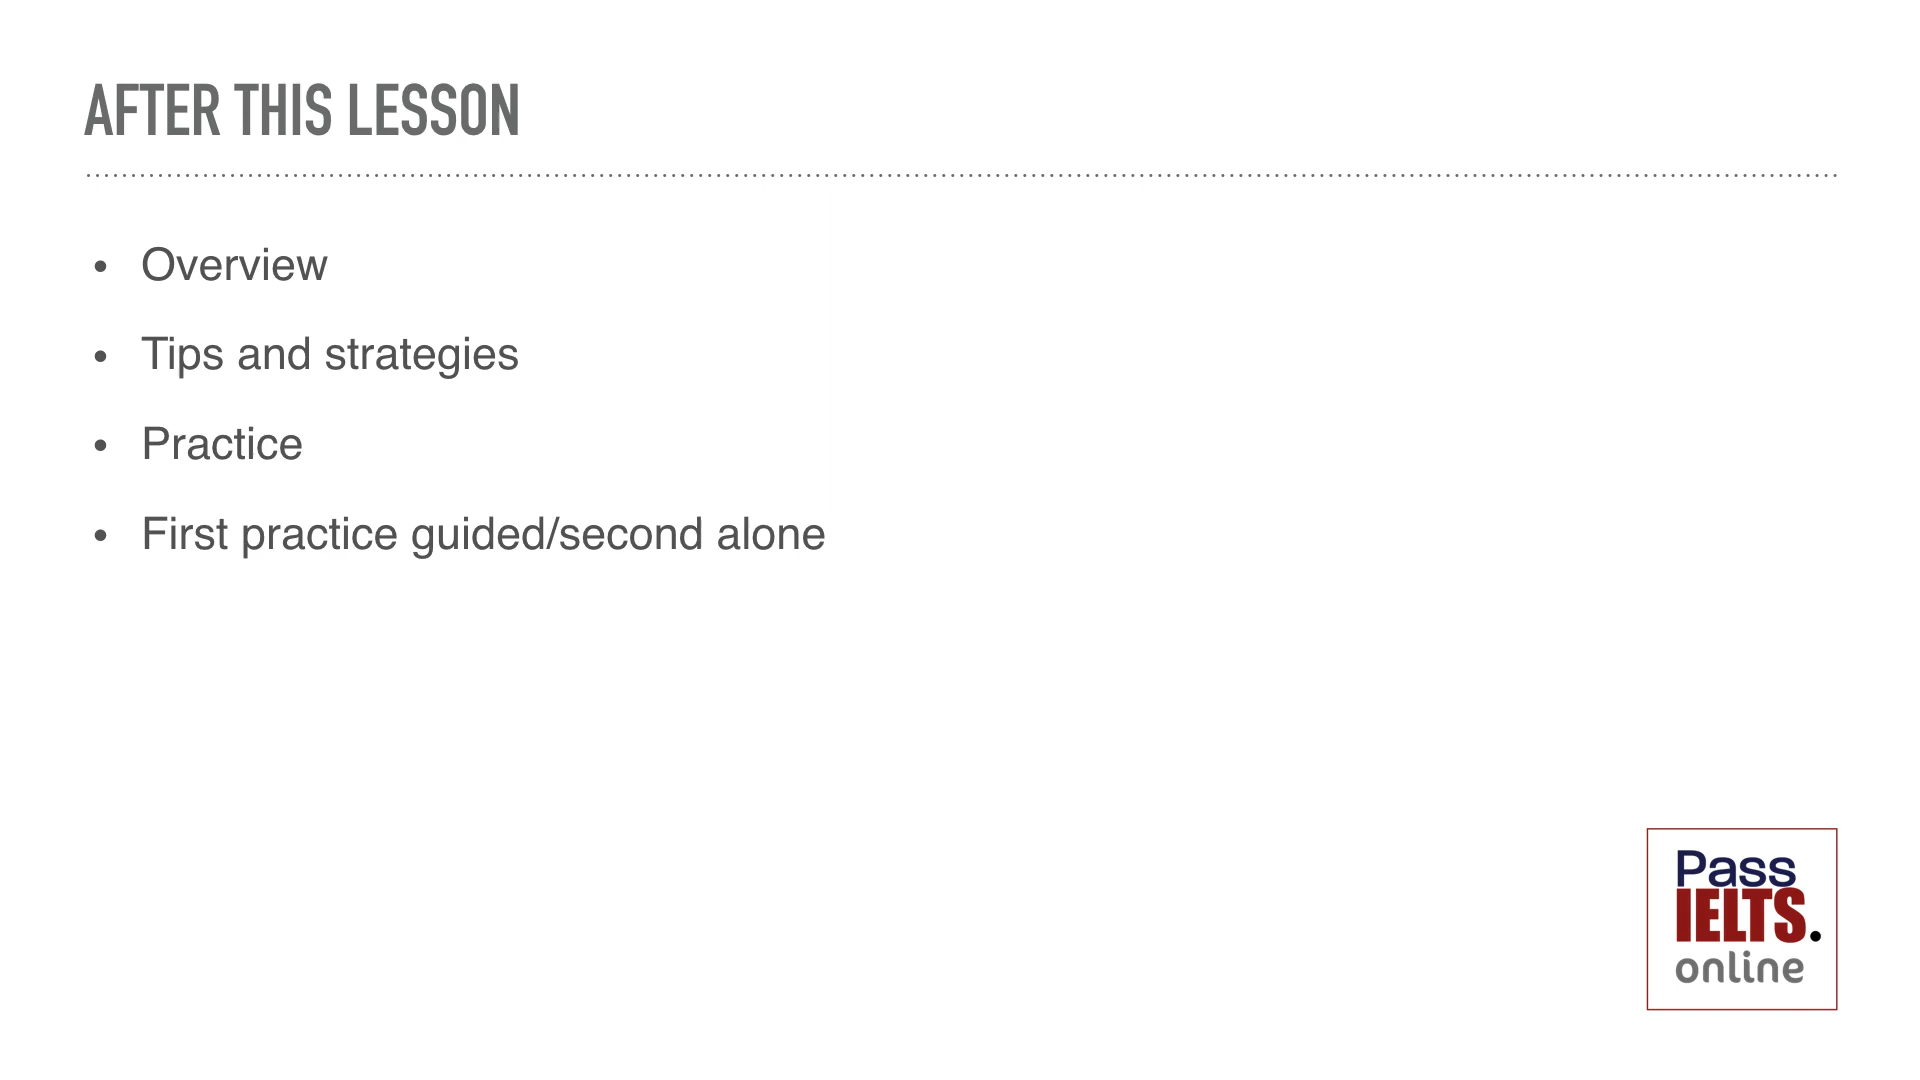 AFTER THIS LESSON
• Overview
• Tips and strategies
• Practice
• First practice guided/second alone
Pass
IELTS.
online